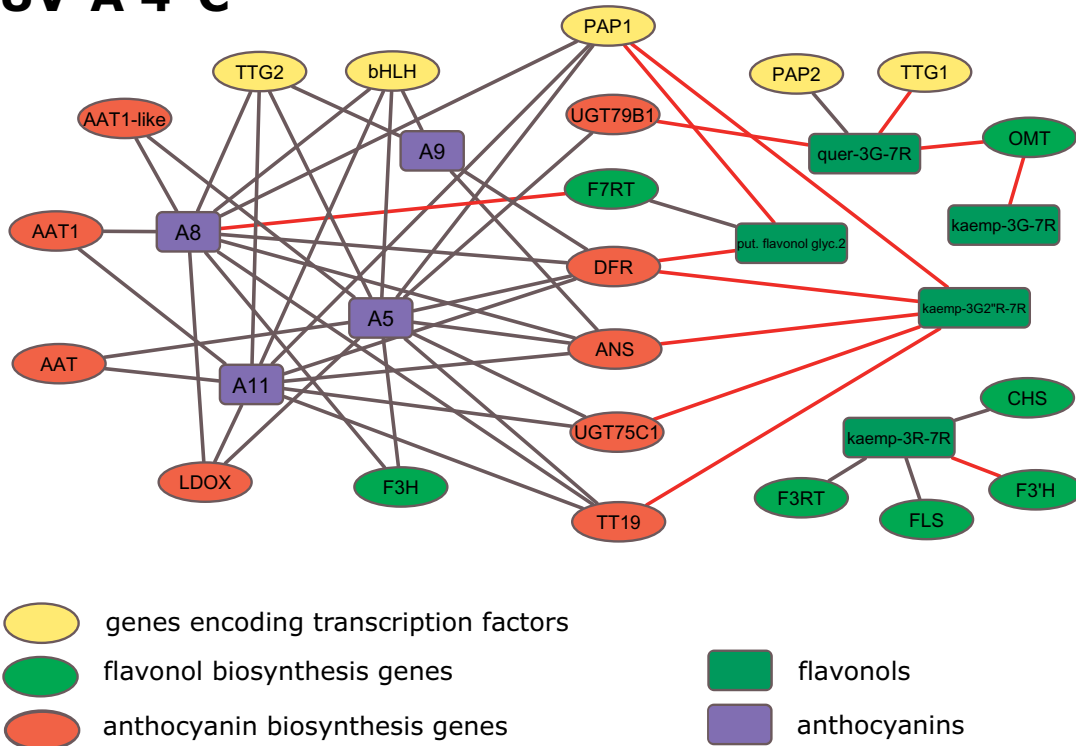 UV-A 4°C
PAP1
TTG2
bHLH
PAP2
TTG1
AAT1-like
UGT79B1
OMT
A9
quer-3G-7R
F7RT
AAT1
A8
kaemp-3G-7R
put. flavonol glyc.2
DFR
A5
kaemp-3G2"R-7R
AAT
ANS
A11
CHS
UGT75C1
kaemp-3R-7R
LDOX
F3H
F3RT
F3'H
TT19
FLS
genes encoding transcription factors
flavonol biosynthesis genes
flavonols
anthocyanin biosynthesis genes
anthocyanins